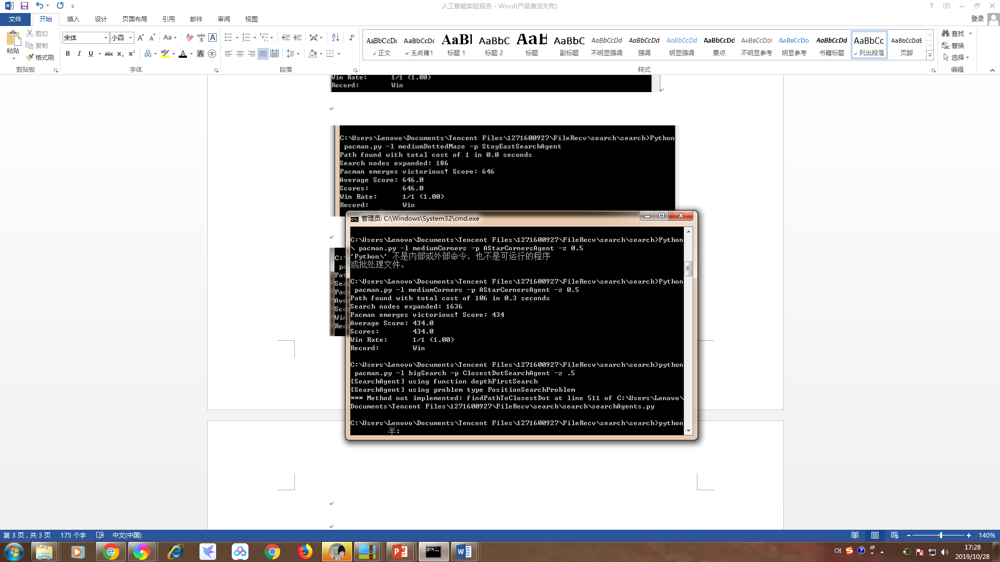 人工智能实验报告 - Word(产品激活失败)
文件 开始 插入 设计 页面布局 引用 邮件 审阅 视图 登录
粘贴 剪切 复制 格式刷
宋体 小四
AaBbCcDc AaBbCcDc AaBl AaBbC AaB AaBbC AaBbCcDd AaBbCcDd AaBbCcDd AaBbCcDd AaBbCcDd AaBbCcDd AaBbCcDd AaBbCc AaBbCcDdE
正文 无间隔1 标题 1 标题 2 标题 副标题 不明显强调 强调 明显强调 要点 不明显参考 明显参考 书籍标题 列出段落 页脚
查找 替换 选择
剪贴板 字体 段落 样式 编辑
Win Rate: 1/1 (1.00)
Record: Win
C:\Users\Lenovo\Documents\Tencent Files\1271600927\FileRecv\search\search>Python
pacman.py -l mediumDottedMaze -p StayEastSearchAgent
Path found with total cost of 1 in 0.0 seconds
Search nodes expanded: 186
Pacman emerges victorious! Score: 646
Average Score: 646.0
Scores: 646.0
Win Rate: 1/1 (1.00)
Record: Win
C:\
pa
Pat
Sea
Pac
Ave
Sco
Win
Rec
管理员: C:\Windows\System32\cmd.exe
C:\Users\Lenovo\Documents\Tencent Files\1271600927\FileRecv\search\search>Python
\ pacman.py -l mediumCorners -p AStarCornersAgent -z 0.5
'Python\' 不是内部或外部命令，也不是可运行的程序
或批处理文件。
C:\Users\Lenovo\Documents\Tencent Files\1271600927\FileRecv\search\search>Python
pacman.py -l mediumCorners -p AStarCornersAgent -z 0.5
Path found with total cost of 106 in 0.3 seconds
Search nodes expanded: 1636
Pacman emerges victorious! Score: 434
Average Score: 434.0
Scores: 434.0
Win Rate: 1/1 (1.00)
Record: Win
C:\Users\Lenovo\Documents\Tencent Files\1271600927\FileRecv\search\search>python
pacman.py -l bigSearch -p ClosestDotSearchAgent -z .5
[SearchAgent] using function depthFirstSearch
[SearchAgent] using problem type PositionSearchProblem
*** Method not implemented: findPathToClosestDot at line 511 of C:\Users\Lenovo\
Documents\Tencent Files\1271600927\FileRecv\search\search\searchAgents.py
C:\Users\Lenovo\Documents\Tencent Files\1271600927\FileRecv\search\search>python
半:
第 3 页，共 3 页 175 个字 中文(中国) 140%
CH
17:28
2019/10/28